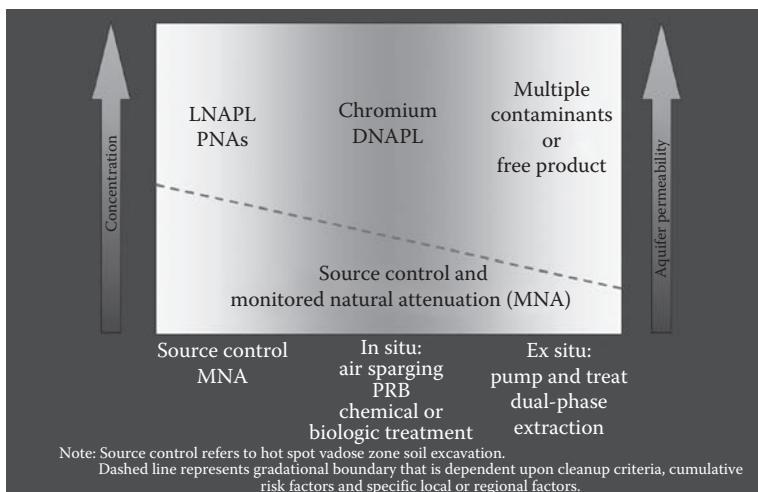 Concentration
LNAPL
PNAs
Chromium
DNAPL
Multiple
contaminants
or
free product
Aquifer permeability
Source control and
monitored natural attenuation (MNA)
Source control
MNA
In situ:
air sparging
PRB
chemical or
biologic treatment
Ex situ:
pump and treat
dual-phase
extraction
Note: Source control refers to hot spot vadose zone soil excavation.
Dashed line represents gradational boundary that is dependent upon cleanup criteria, cumulative
risk factors and specific local or regional factors.